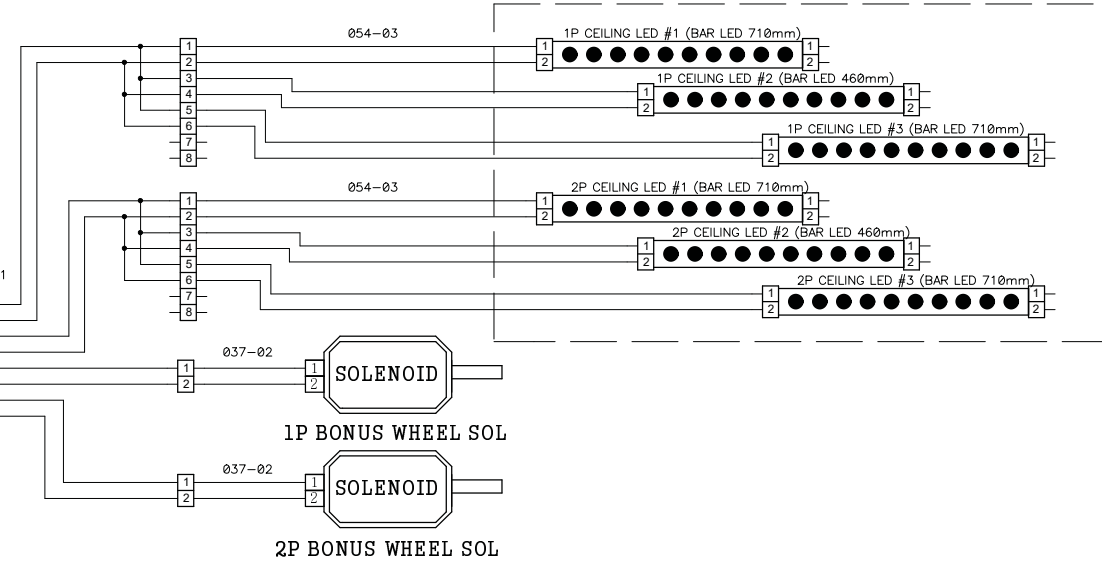 054-03
1P CEILING LED #1 (BAR LED 710mm)
1 1 1
2 2 2
3
1P CEILING LED #2 (BAR LED 460mm)
4 1 1
5 2 2
6
1P CEILING LED #3 (BAR LED 710mm)
7 1 1
8 2 2
054-03
2P CEILING LED #1 (BAR LED 710mm)
1 1 1
2 2 2
3
2P CEILING LED #2 (BAR LED 460mm)
4 1 1
5 2 2
1
6
2P CEILING LED #3 (BAR LED 710mm)
7 1 1
8 2 2
037-02
1 1
2 2
SOLENOID
1P BONUS WHEEL SOL
037-02
1 1
2 2
SOLENOID
2P BONUS WHEEL SOL